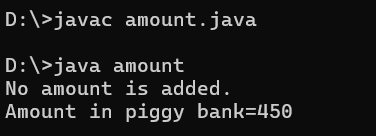 D:\>javac amount.java
D:\>java amount
No amount is added.
Amount in piggy bank=450